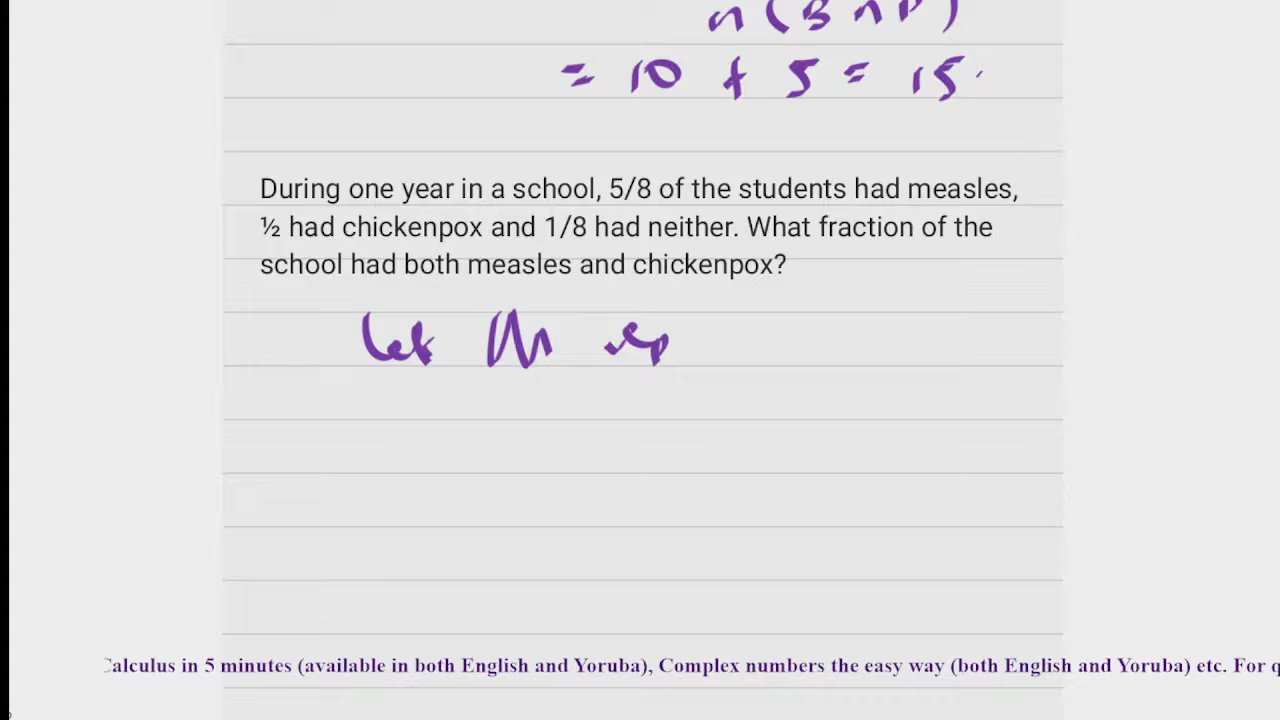 n(B∩P)
= 10 + 5 = 15.
During one year in a school, 5/8 of the students had measles,
½ had chickenpox and 1/8 had neither. What fraction of the
school had both measles and chickenpox?
let M rep
Calculus in 5 minutes (available in both English and Yoruba), Complex numbers the easy way (both English and Yoruba) etc. For q